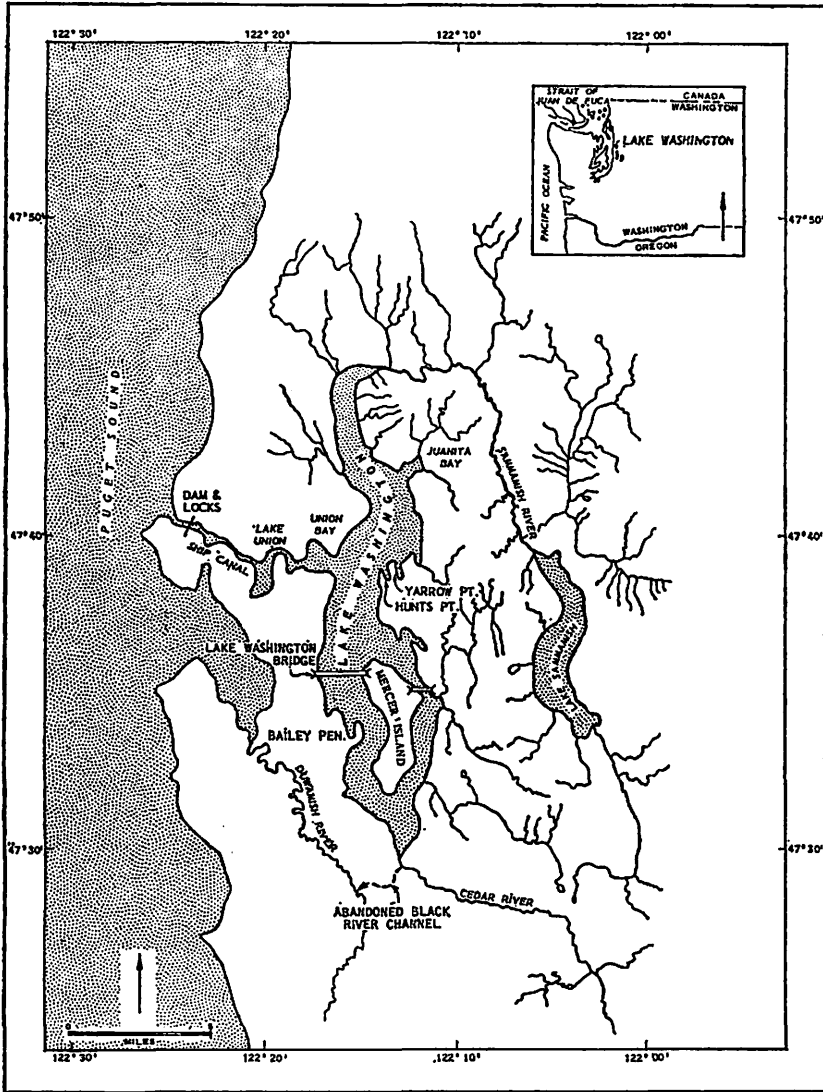 122° 30'
122° 20'
122° 10'
122° 00'
STRAIT OF
JUAN DE FUCA
CANADA
WASHINGTON
LAKE WASHINGTON
PACIFIC OCEAN
WASHINGTON
OREGON
47°50'
47°50'
PUGET SOUND
JUANITA
BAY
SAMMAMISH RIVER
LAKE WASHINGTON
DAM &
LOCKS
LAKE
UNION
UNION
BAY
SHIP CANAL
47°40'
47°40'
YARROW PT.
HUNTS PT.
LAKE WASHINGTON
BRIDGE
LAKE SAMMAMISH
MERCER ISLAND
BAILEY PEN.
DUWAMISH RIVER
47°30'
47°30'
CEDAR RIVER
ABANDONED BLACK
RIVER CHANNEL
MILES
122° 30'
122° 20'
122° 10'
122° 00'